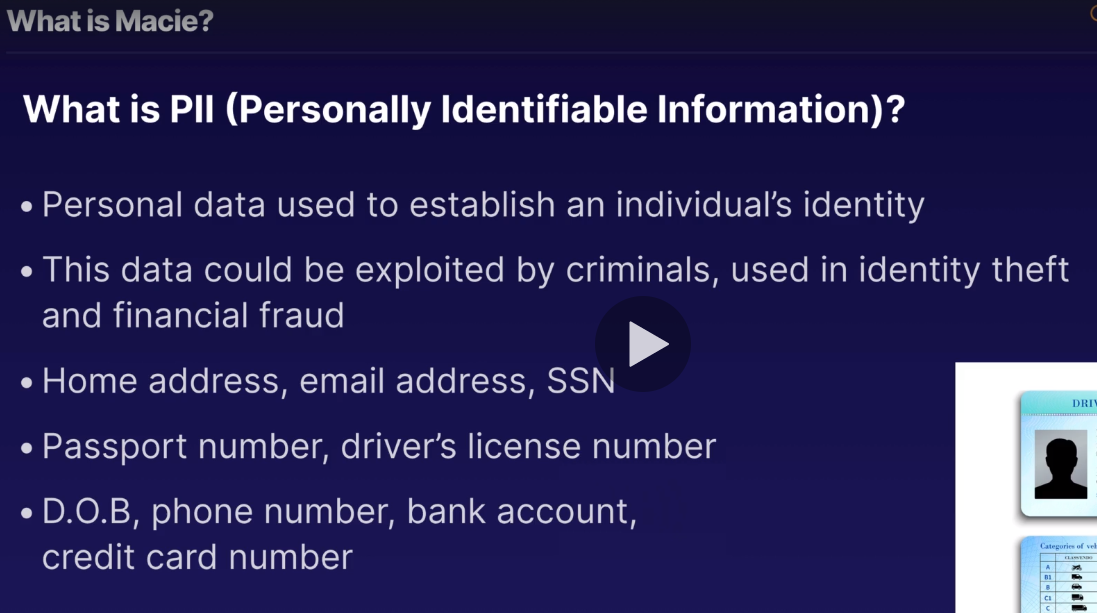 What is Macie?
What is PII (Personally Identifiable Information)?
• Personal data used to establish an individual's identity
• This data could be exploited by criminals, used in identity theft
and financial fraud
• Home address, email address, SSN
• Passport number, driver's license number
• D.O.B, phone number, bank account,
credit card number
DRIV
Categories of veh
A
B1
B
C1
C